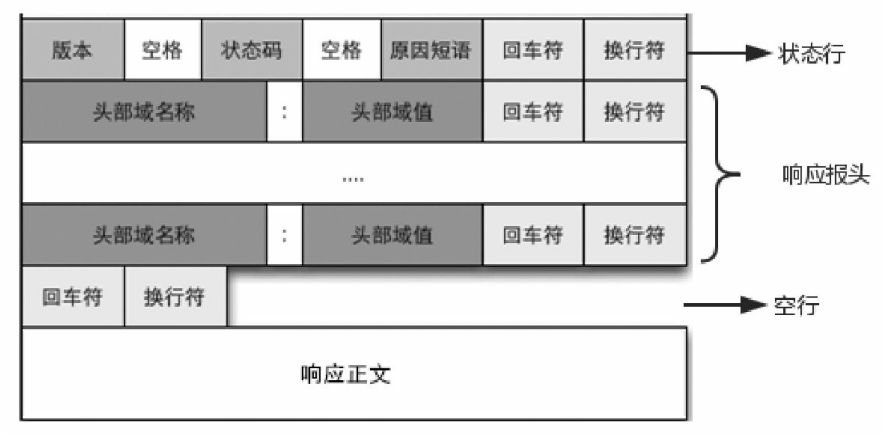 版本 空格 状态码 空格 原因短语 回车符 换行符 状态行
头部域名称 : 头部域值 回车符 换行符
.... 响应报头
头部域名称 : 头部域值 回车符 换行符
回车符 换行符 空行
响应正文